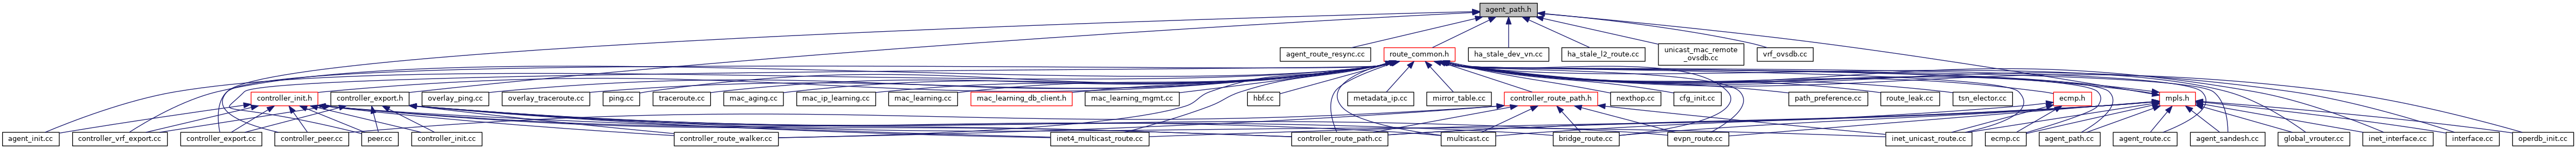 agent_path.h
agent_route_resync.cc
route_common.h
ha_stale_dev_vn.cc
ha_stale_l2_route.cc
unicast_mac_remote
_ovsdb.cc
vrf_ovsdb.cc
controller_init.h
controller_export.h
overlay_ping.cc
overlay_traceroute.cc
ping.cc
traceroute.cc
mac_aging.cc
mac_ip_learning.cc
mac_learning.cc
mac_learning_db_client.h
mac_learning_mgmt.cc
hbf.cc
metadata_ip.cc
mirror_table.cc
controller_route_path.h
nexthop.cc
cfg_init.cc
path_preference.cc
route_leak.cc
tsn_elector.cc
ecmp.h
mpls.h
agent_init.cc
controller_vrf_export.cc
controller_export.cc
controller_peer.cc
peer.cc
controller_init.cc
controller_route_walker.cc
inet4_multicast_route.cc
controller_route_path.cc
multicast.cc
bridge_route.cc
evpn_route.cc
inet_unicast_route.cc
ecmp.cc
agent_path.cc
agent_route.cc
agent_sandesh.cc
global_vrouter.cc
inet_interface.cc
interface.cc
operdb_init.cc